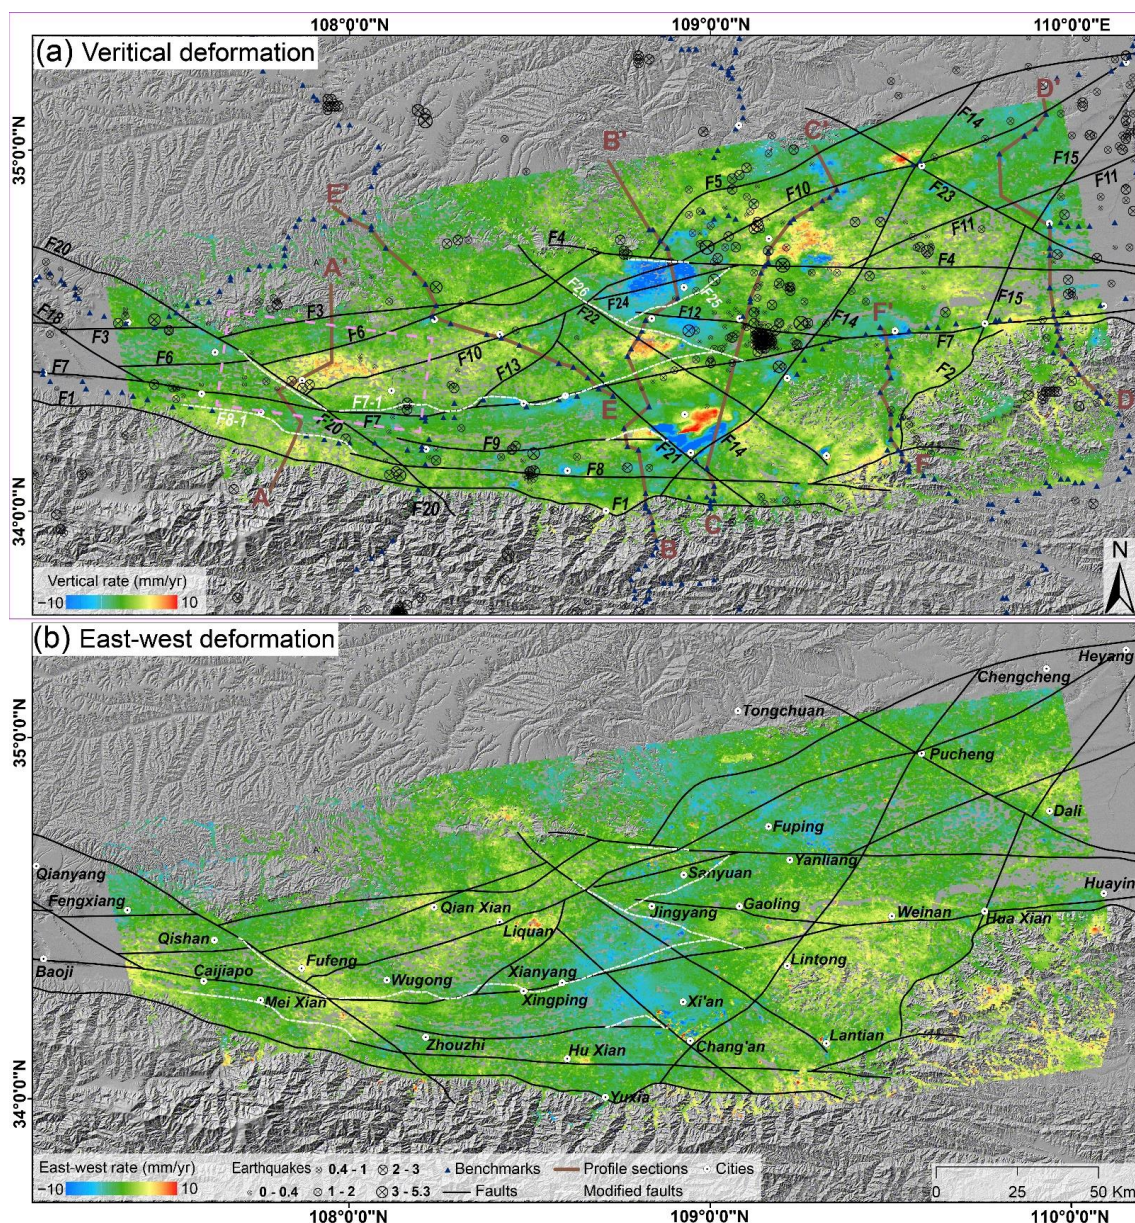 108°0'0"N
109°0'0"N
110°0'0"E
(a) Veritical deformation
35°0'0"N
34°0'0"N
F20
F18
F3
F7
F1
F6
E'
A'
F3
F6
F10
F13
F7-1
F7
F8-1
F20
F20
A
F9
F8
F1
B'
F4
F26
F22
F24
F12
F25
F5
F10
C'
E
F21
F14
F14
B
C
F14
F23
F11
F4
F15
F15
F11
D'
F'
F7
F2
F
D
N
Vertical rate (mm/yr)
−10 10
(b) East-west deformation
35°0'0"N
34°0'0"N
Heyang
Chengcheng
Tongchuan
Pucheng
Dali
Fuping
Yanliang
Qianyang
Sanyuan
Huayin
Fengxiang
Qian Xian
Jingyang
Gaoling
Weinan
Hua Xian
Liquan
Qishan
Fufeng
Lintong
Baoji
Caijiapo
Wugong
Xianyang
Xingping
Mei Xian
Xi'an
Zhouzhi
Hu Xian
Chang'an
Lantian
Yuxia
East-west rate (mm/yr)
−10 10
Earthquakes 0.4 - 1 2 - 3 Benchmarks Profile sections Cities
0 - 0.4 1 - 2 3 - 5.3 Faults Modified faults
0 25 50 Km
108°0'0"N
109°0'0"N
110°0'0"N